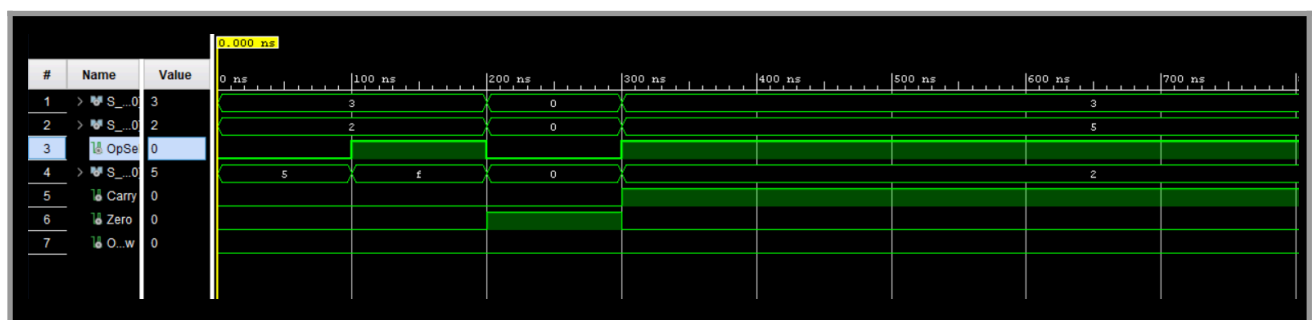 0.000 ns
# Name Value 0 ns 100 ns 200 ns 300 ns 400 ns 500 ns 600 ns 700 ns
1 > S_...0] 3 3 0 3
2 > S_...0] 2 2 0 5
3 OpSe 0
4 > S_...0] 5 5 f 0 2
5 Carry 0
6 Zero 0
7 O...w 0